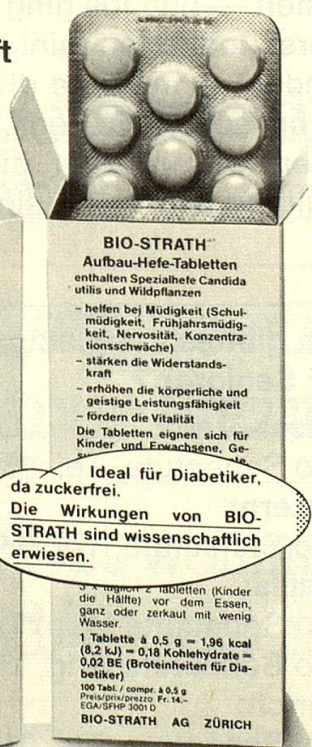 ft
BIO-STRATH
Aufbau-Hefe-Tabletten
enthalten Spezialhefe Candida
utilis und Wildpflanzen
– helfen bei Müdigkeit (Schul-
müdigkeit, Frühjahrsmüdig-
keit, Nervosität, Konzentra-
tionsschwäche)
– stärken die Widerstands-
kraft
– erhöhen die körperliche und
geistige Leistungsfähigkeit
– fördern die Vitalität
Die Tabletten eignen sich für
Kinder und Erwachsene, Ge-
Ideal für Diabetiker,
da zuckerfrei.
Die Wirkungen von BIO-
STRATH sind wissenschaftlich
erwiesen.
3 x täglich 2 Tabletten (Kinder
die Hälfte) vor dem Essen,
ganz oder zerkaut mit wenig
Wasser.
1 Tablette à 0,5 g = 1,96 kcal
(8,2 kJ) = 0,18 Kohlehydrate =
0,02 BE (Broteinheiten für Dia-
betiker)
100 Tabl. / compr. à 0,5 g
Preis/prix/prezzo Fr. 14.–
EGA/SFHP 3001 D
BIO-STRATH AG ZÜRICH